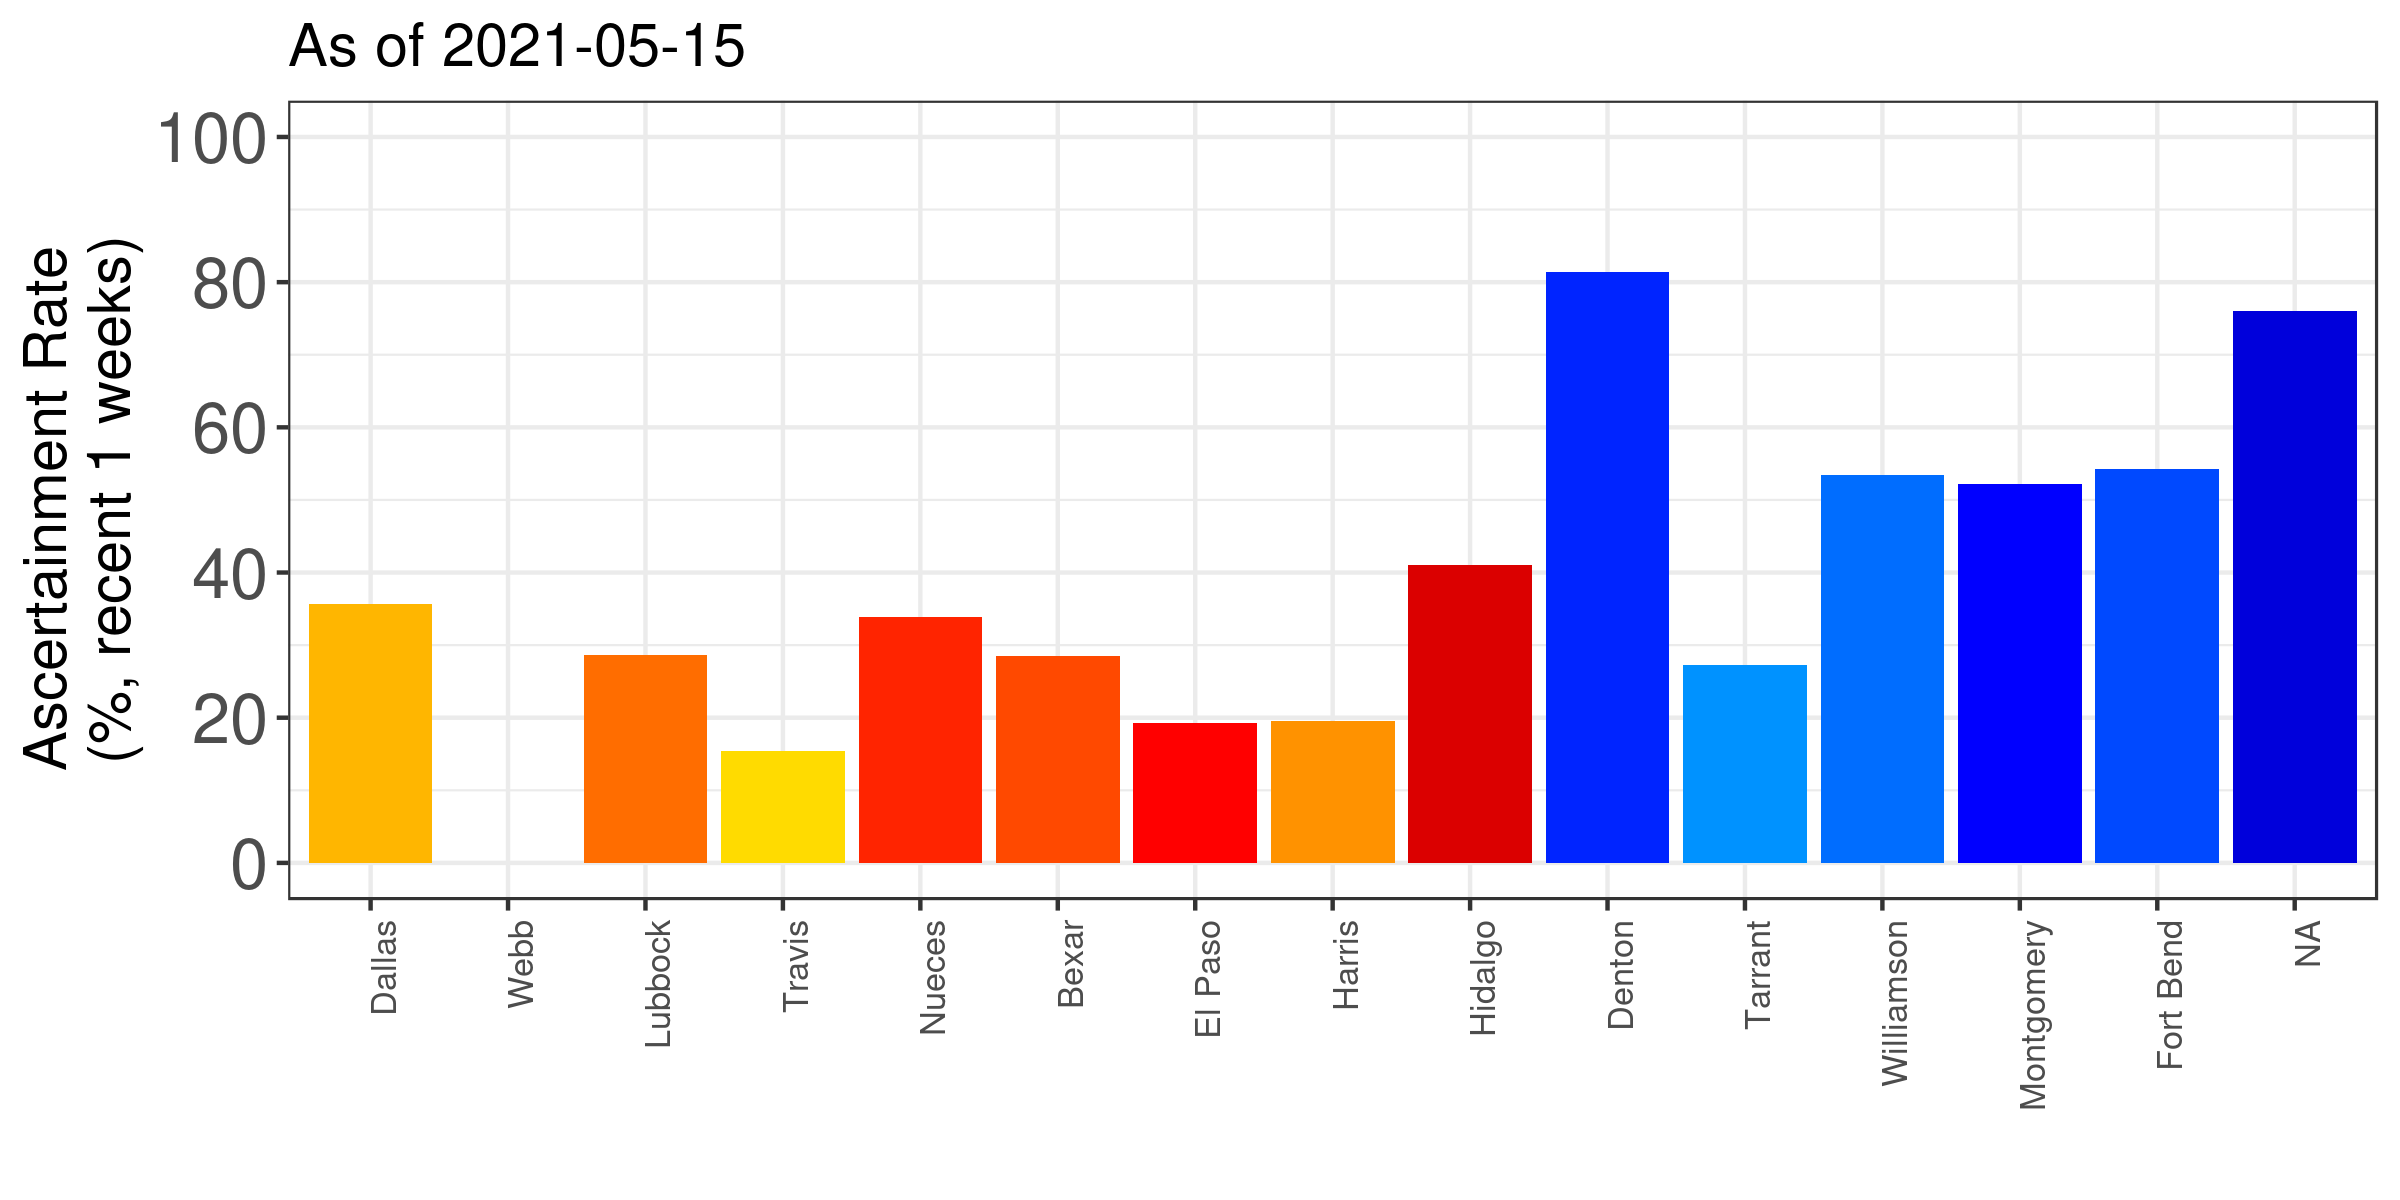 As of 2021-05-15
Ascertainment Rate
(%, recent 1 weeks)
100
80
60
40
20
0
Dallas
Webb
Lubbock
Travis
Nueces
Bexar
El Paso
Harris
Hidalgo
Denton
Tarrant
Williamson
Montgomery
Fort Bend
NA